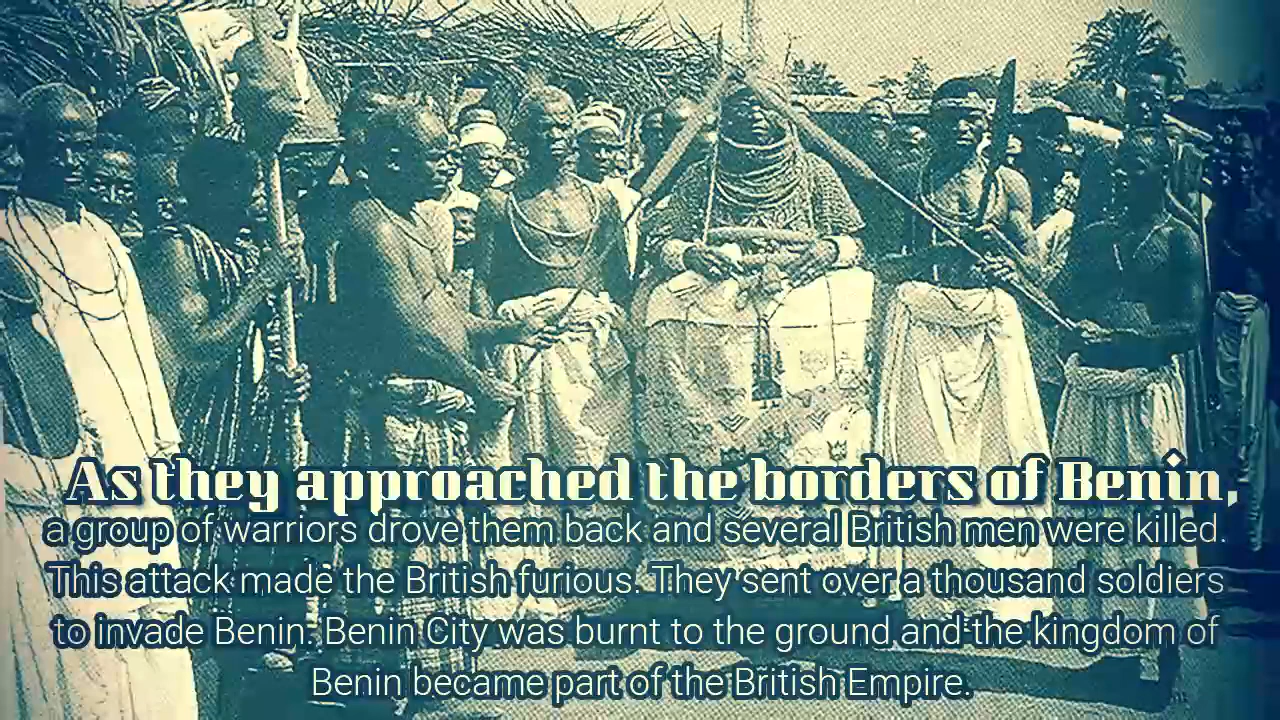 As they approached the borders of Benin,
a group of warriors drove them back and several British men were killed.
This attack made the British furious. They sent over a thousand soldiers
to invade Benin. Benin City was burnt to the ground and the kingdom of
Benin became part of the British Empire.